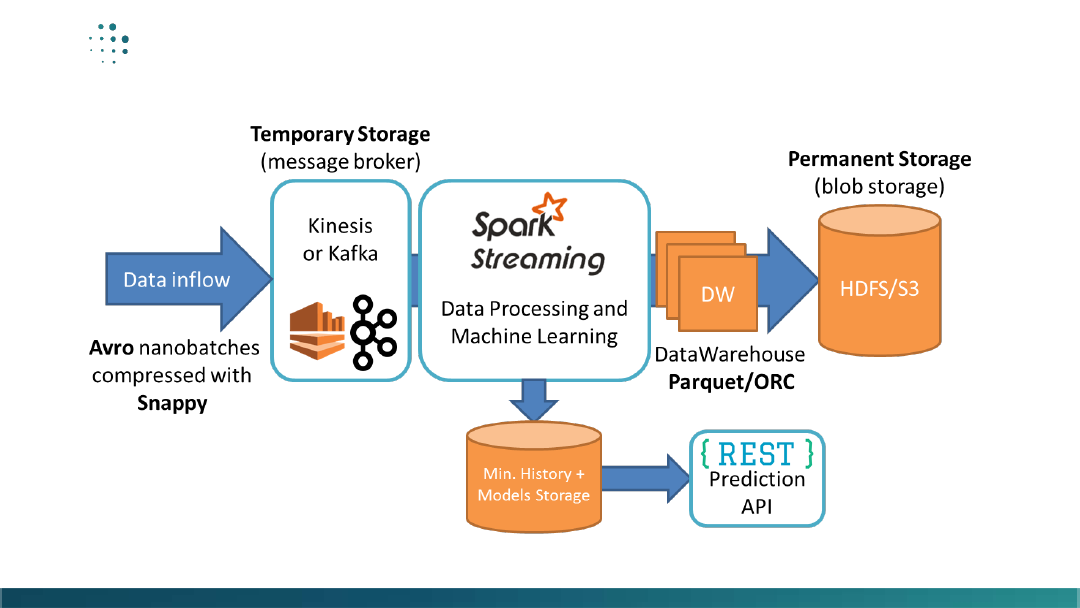 Temporary Storage
(message broker)
Permanent Storage
(blob storage)
Data inflow
Kinesis
or Kafka
Spark
Streaming
Data Processing and
Machine Learning
DW
HDFS/S3
Avro nanobatches
compressed with
Snappy
DataWarehouse
Parquet/ORC
Min. History +
Models Storage
{ REST }
Prediction
API